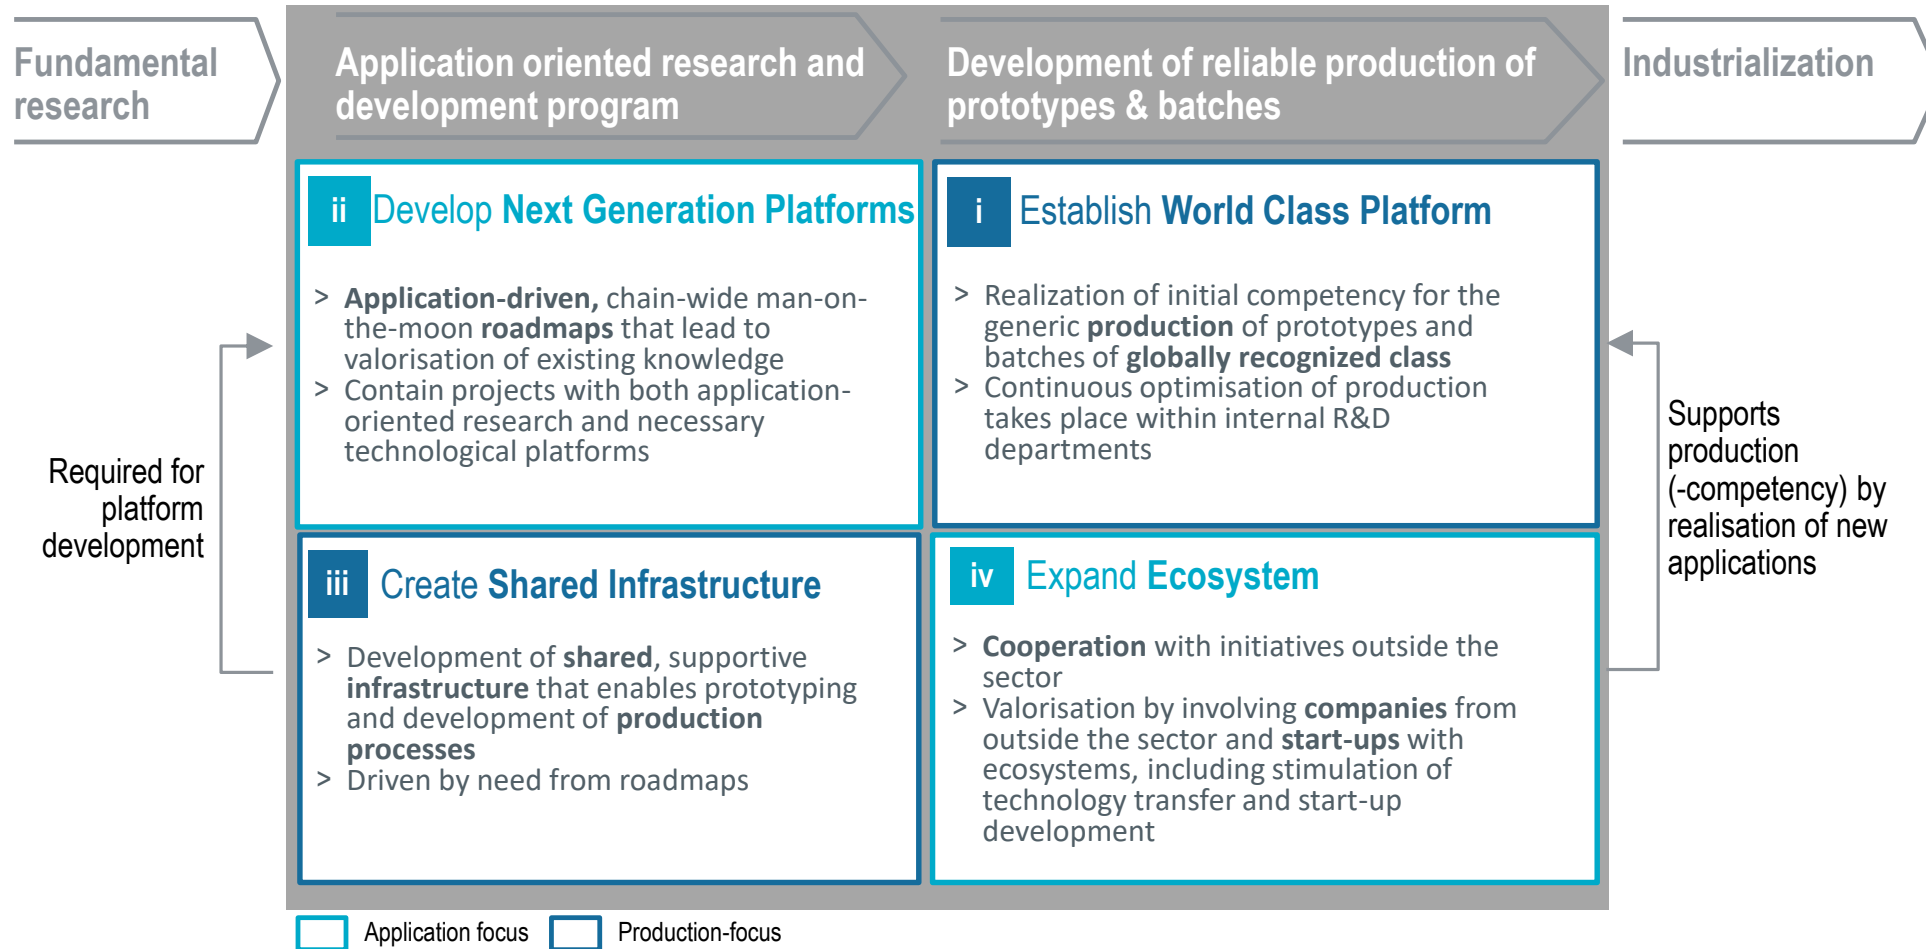 Fundamental
research
Application oriented research and
development program
Development of reliable production of
prototypes & batches
Industrialization
ii Develop Next Generation Platforms
> Application-driven, chain-wide man-on-
the-moon roadmaps that lead to
valorisation of existing knowledge
> Contain projects with both application-
oriented research and necessary
technological platforms
i Establish World Class Platform
> Realization of initial competency for the
generic production of prototypes and
batches of globally recognized class
> Continuous optimisation of production
takes place within internal R&D
departments
Required for
platform
development
iii Create Shared Infrastructure
> Development of shared, supportive
infrastructure that enables prototyping
and development of production
processes
> Driven by need from roadmaps
iv Expand Ecosystem
> Cooperation with initiatives outside the
sector
> Valorisation by involving companies from
outside the sector and start-ups with
ecosystems, including stimulation of
technology transfer and start-up
development
Supports
production
(-competency) by
realisation of new
applications
Application focus
Production-focus